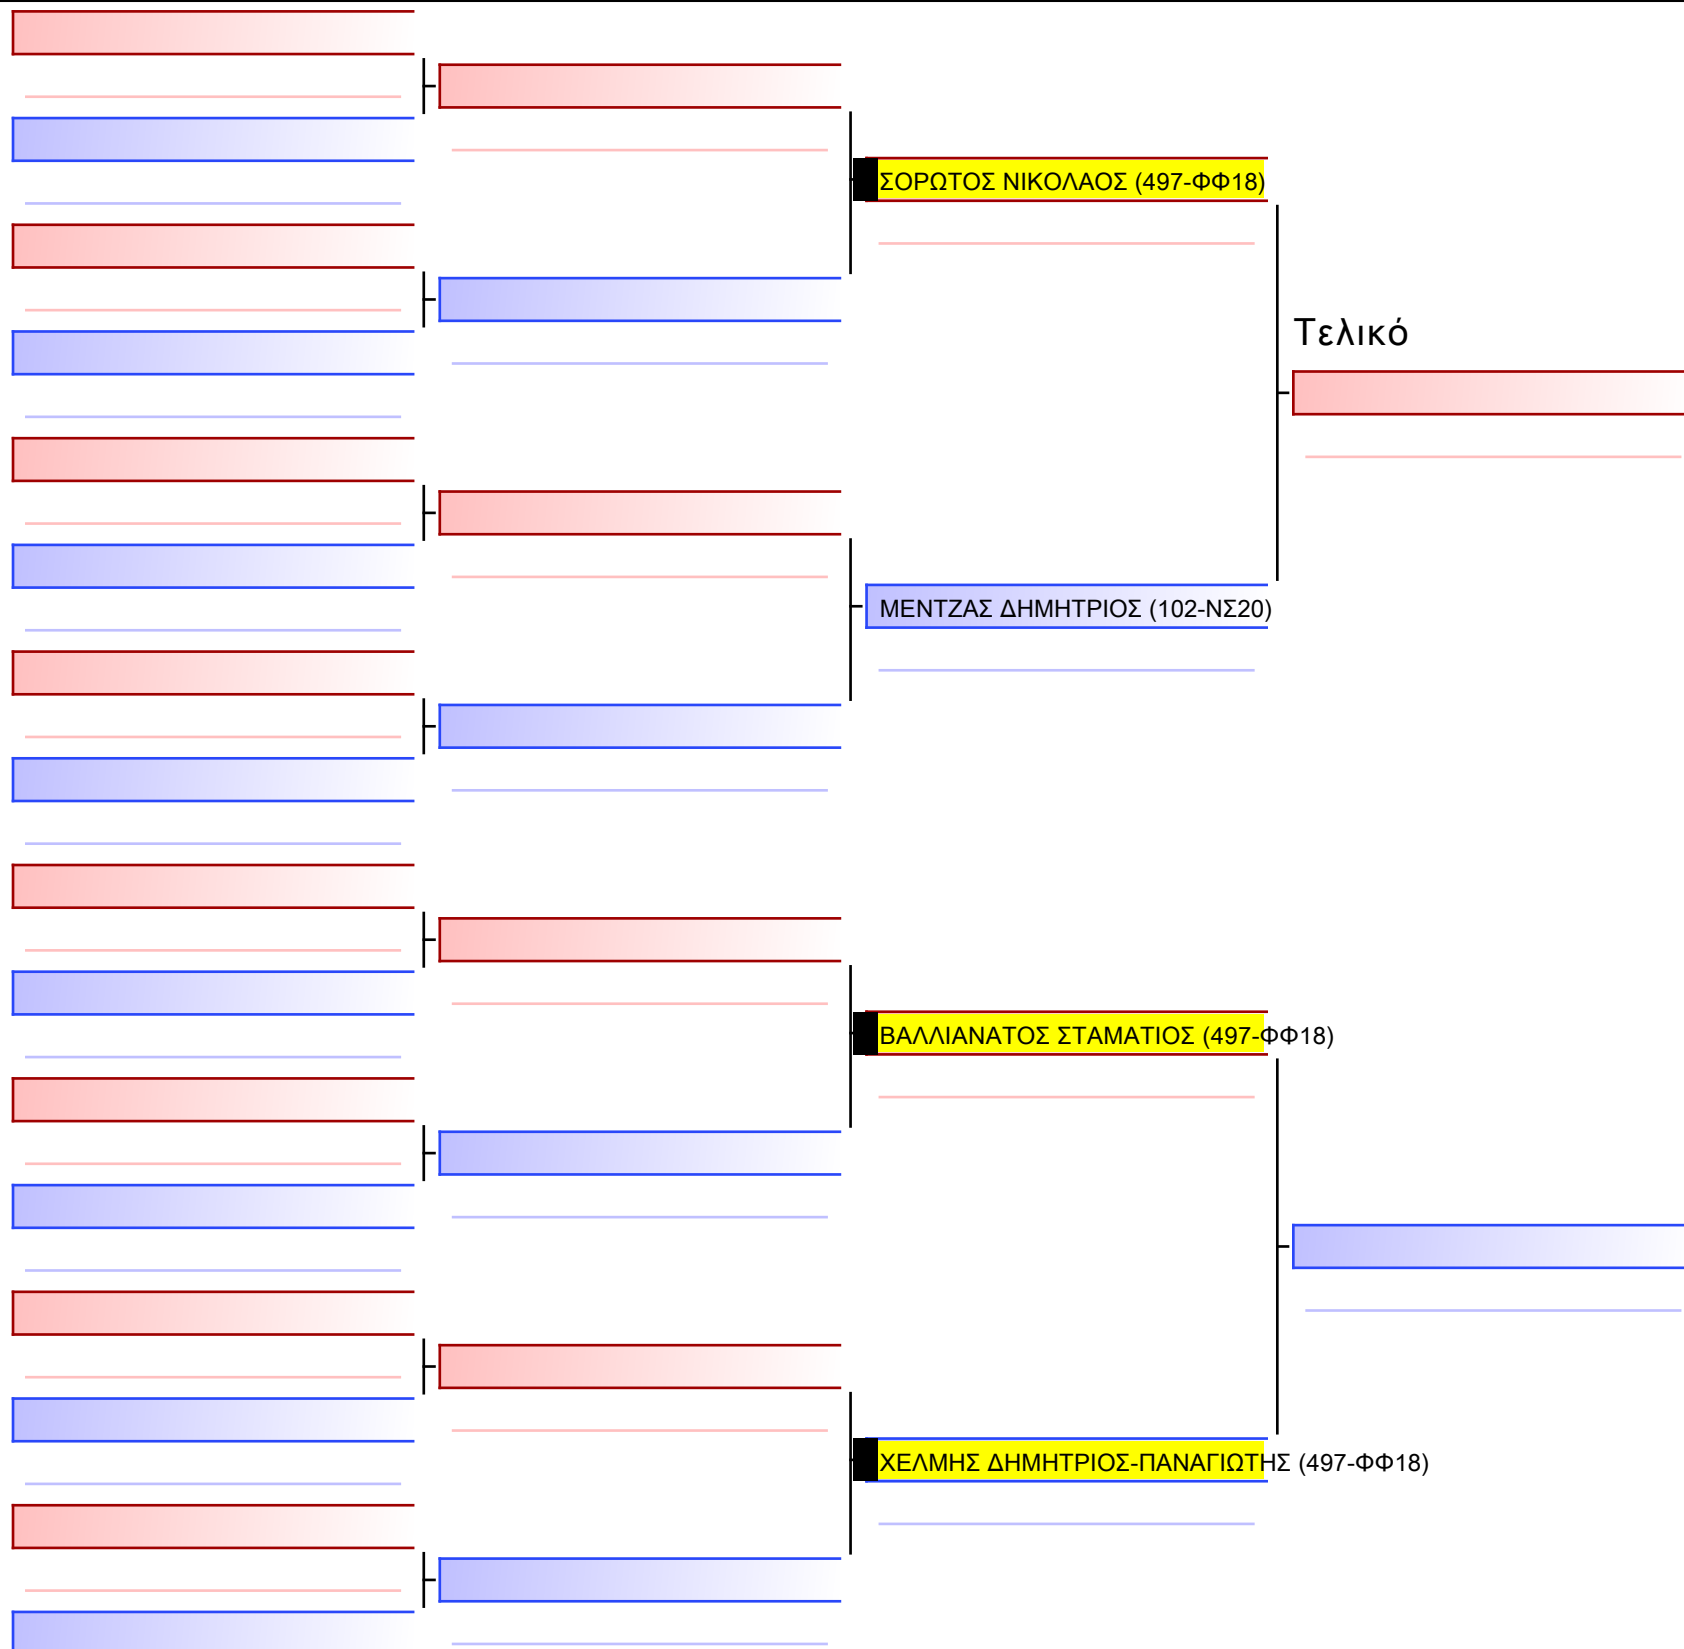 ΣΟΡΩΤΟΣ ΝΙΚΟΛΑΟΣ (497-ΦΦ18)
Τελικό
ΜΕΝΤΖΑΣ ΔΗΜΗΤΡΙΟΣ (102-ΝΣ20)
ΒΑΛΛΙΑΝΑΤΟΣ ΣΤΑΜΑΤΙΟΣ (497-ΦΦ18)
ΧΕΛΜΗΣ ΔΗΜΗΤΡΙΟΣ-ΠΑΝΑΓΙΩΤΗΣ (497-ΦΦ18)